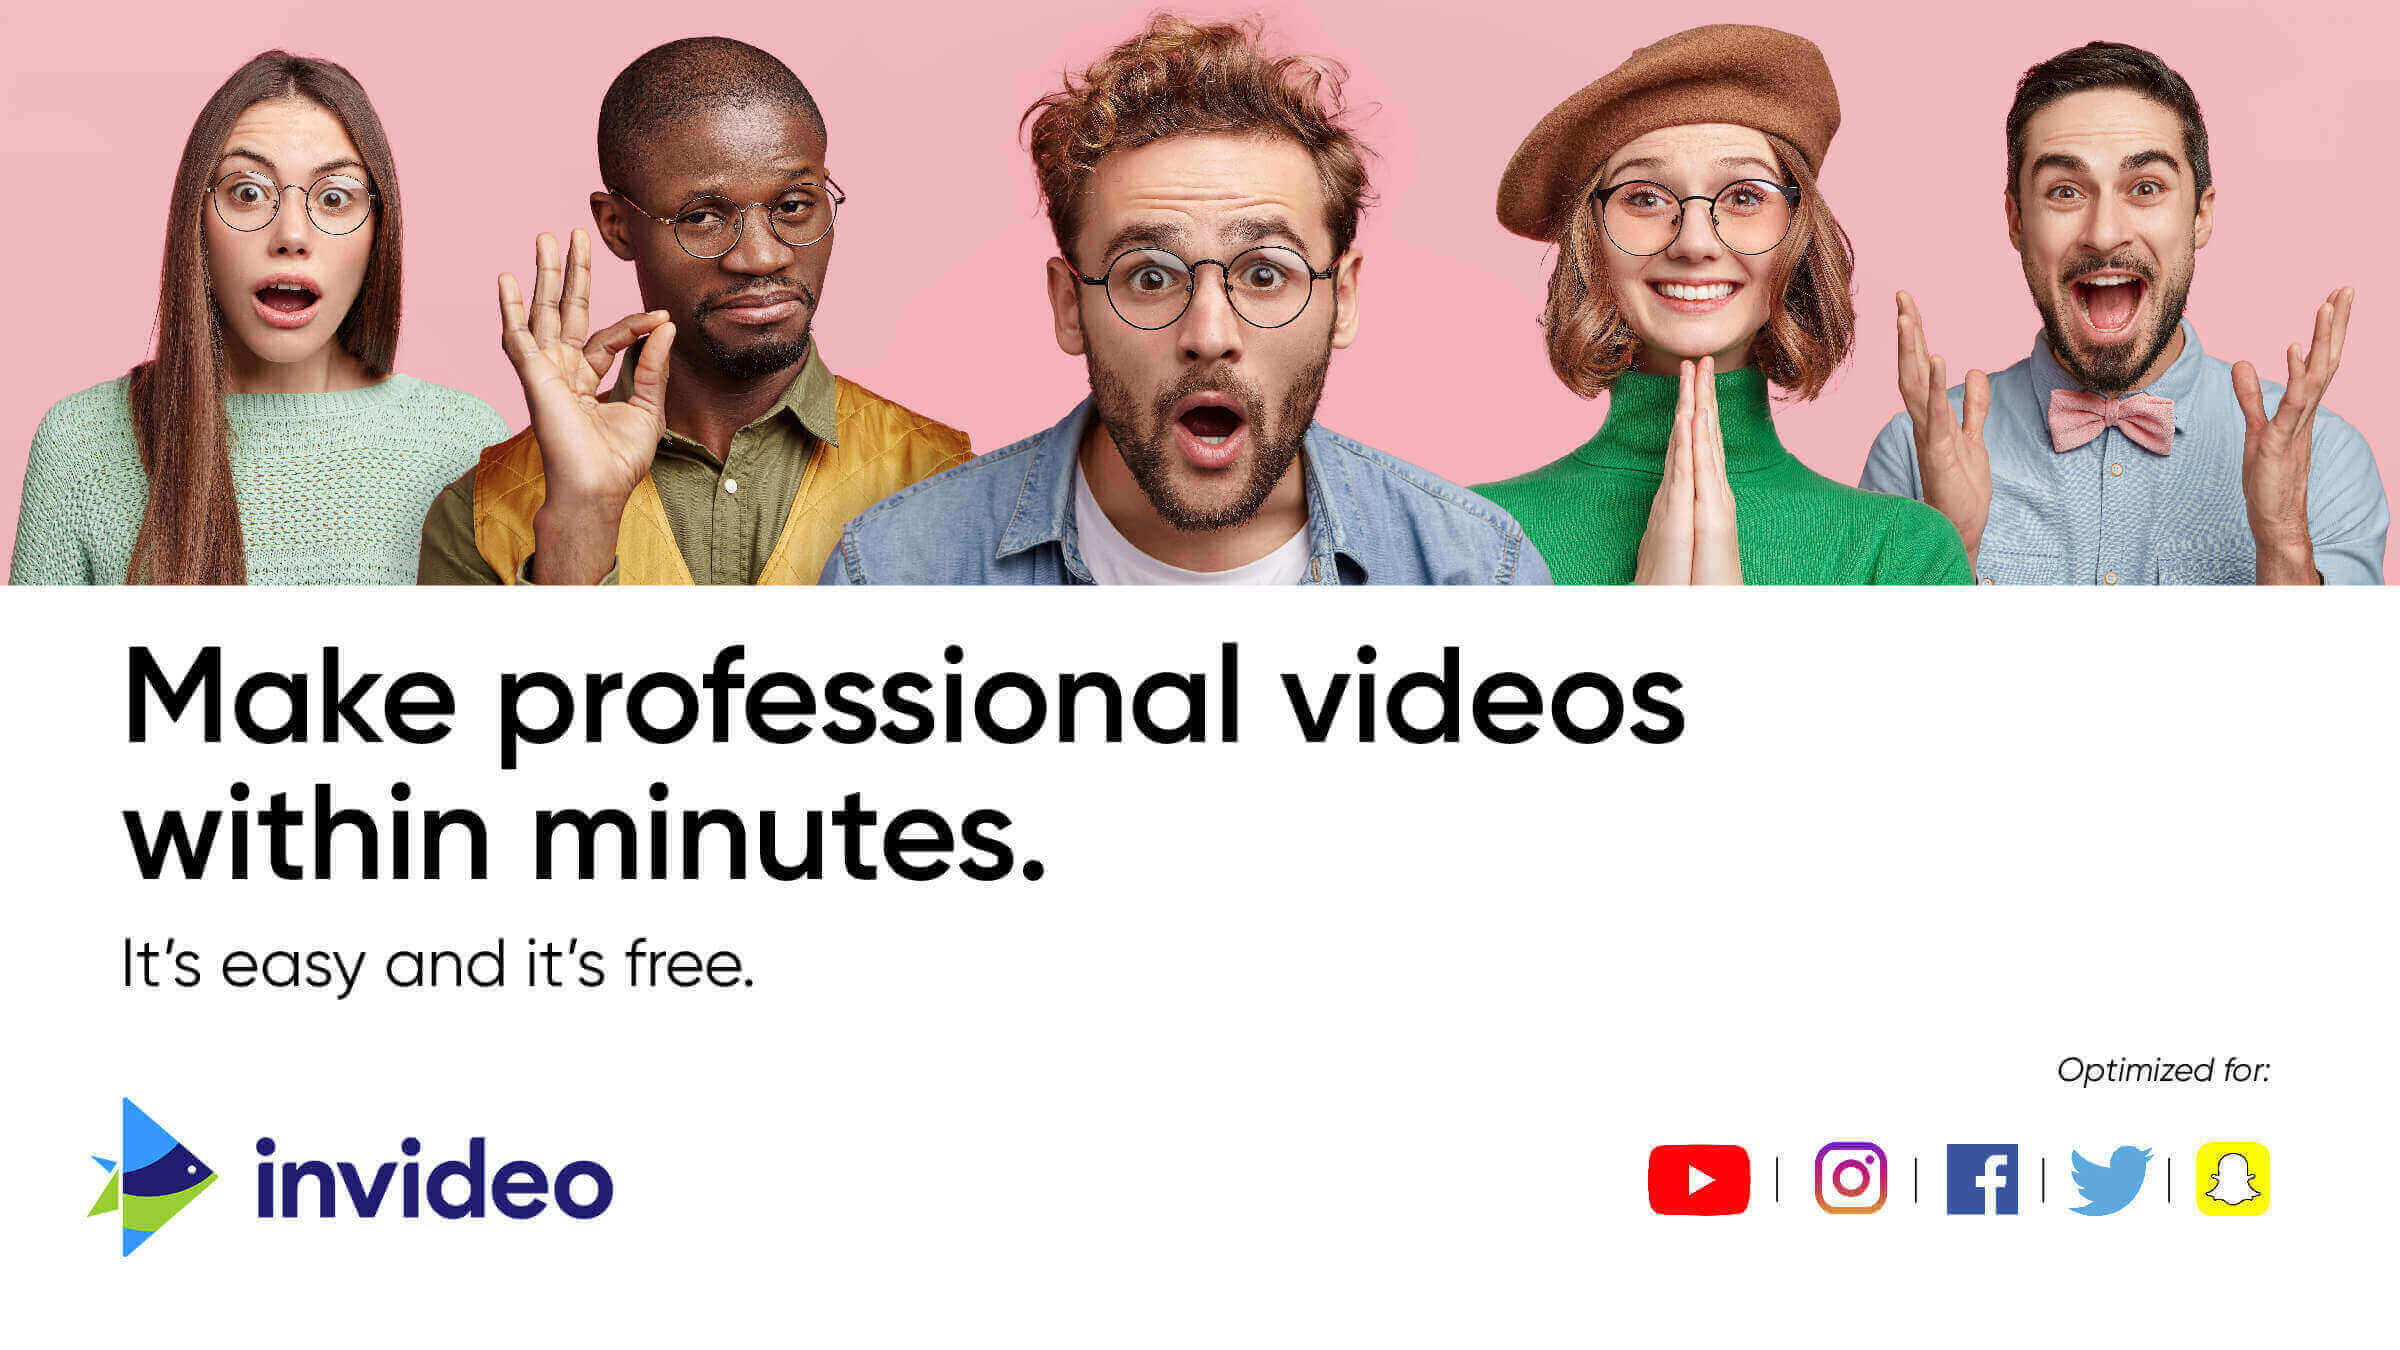 Make professional videos
within minutes.
It's easy and it's free.
Optimized for:
invideo